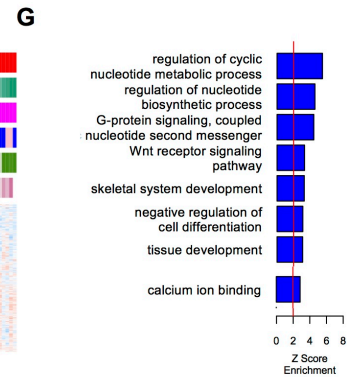 G
regulation of cyclic
nucleotide metabolic process
regulation of nucleotide
biosynthetic process
G-protein signaling, coupled
: nucleotide second messenger
Wnt receptor signaling
pathway
skeletal system development
negative regulation of
cell differentiation
tissue development
calcium ion binding
0 2 4 6 8
Z Score
Enrichment